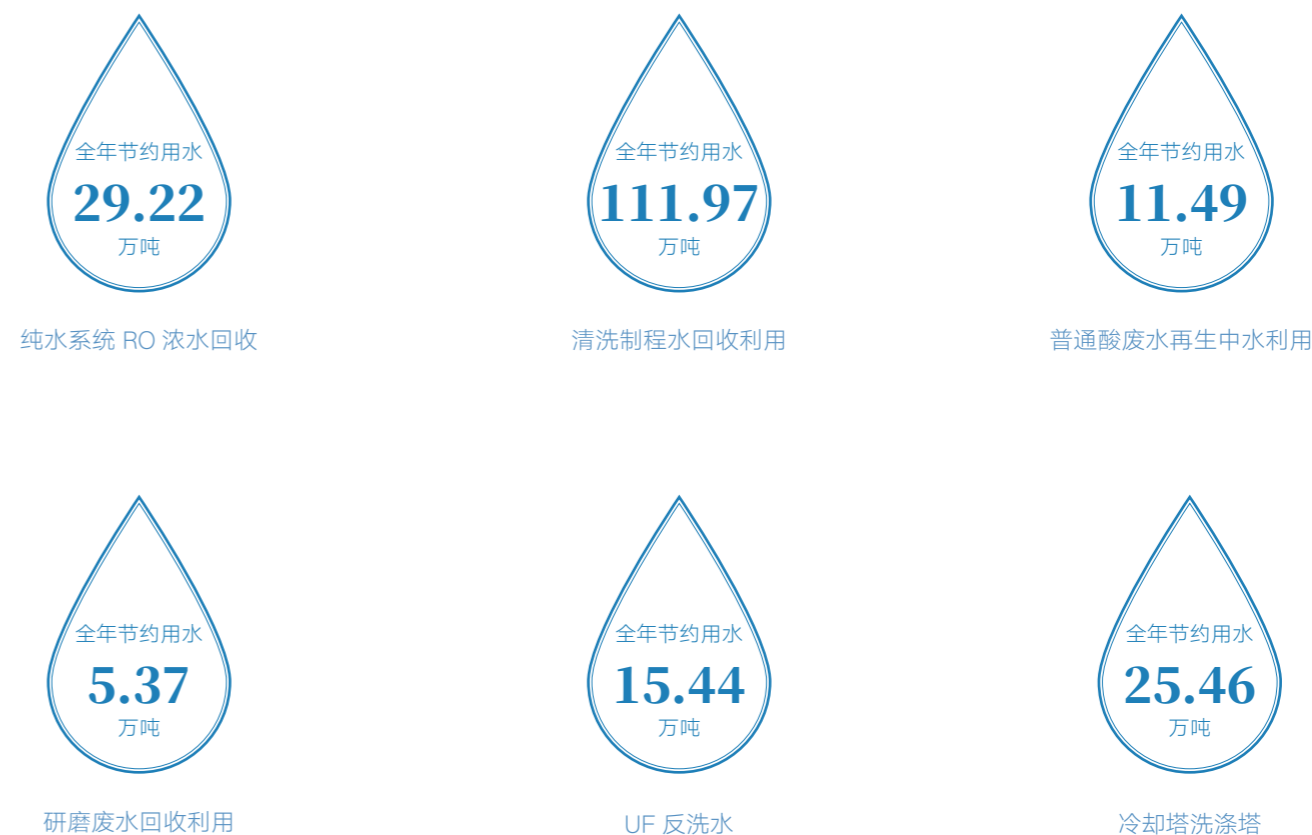 全年节约用水
29.22
万吨
纯水系统 RO 浓水回收
全年节约用水
111.97
万吨
清洗制程水回收利用
全年节约用水
11.49
万吨
普通酸废水再生中水利用
全年节约用水
5.37
万吨
研磨废水回收利用
全年节约用水
15.44
万吨
UF 反洗水
全年节约用水
25.46
万吨
冷却塔洗涤塔